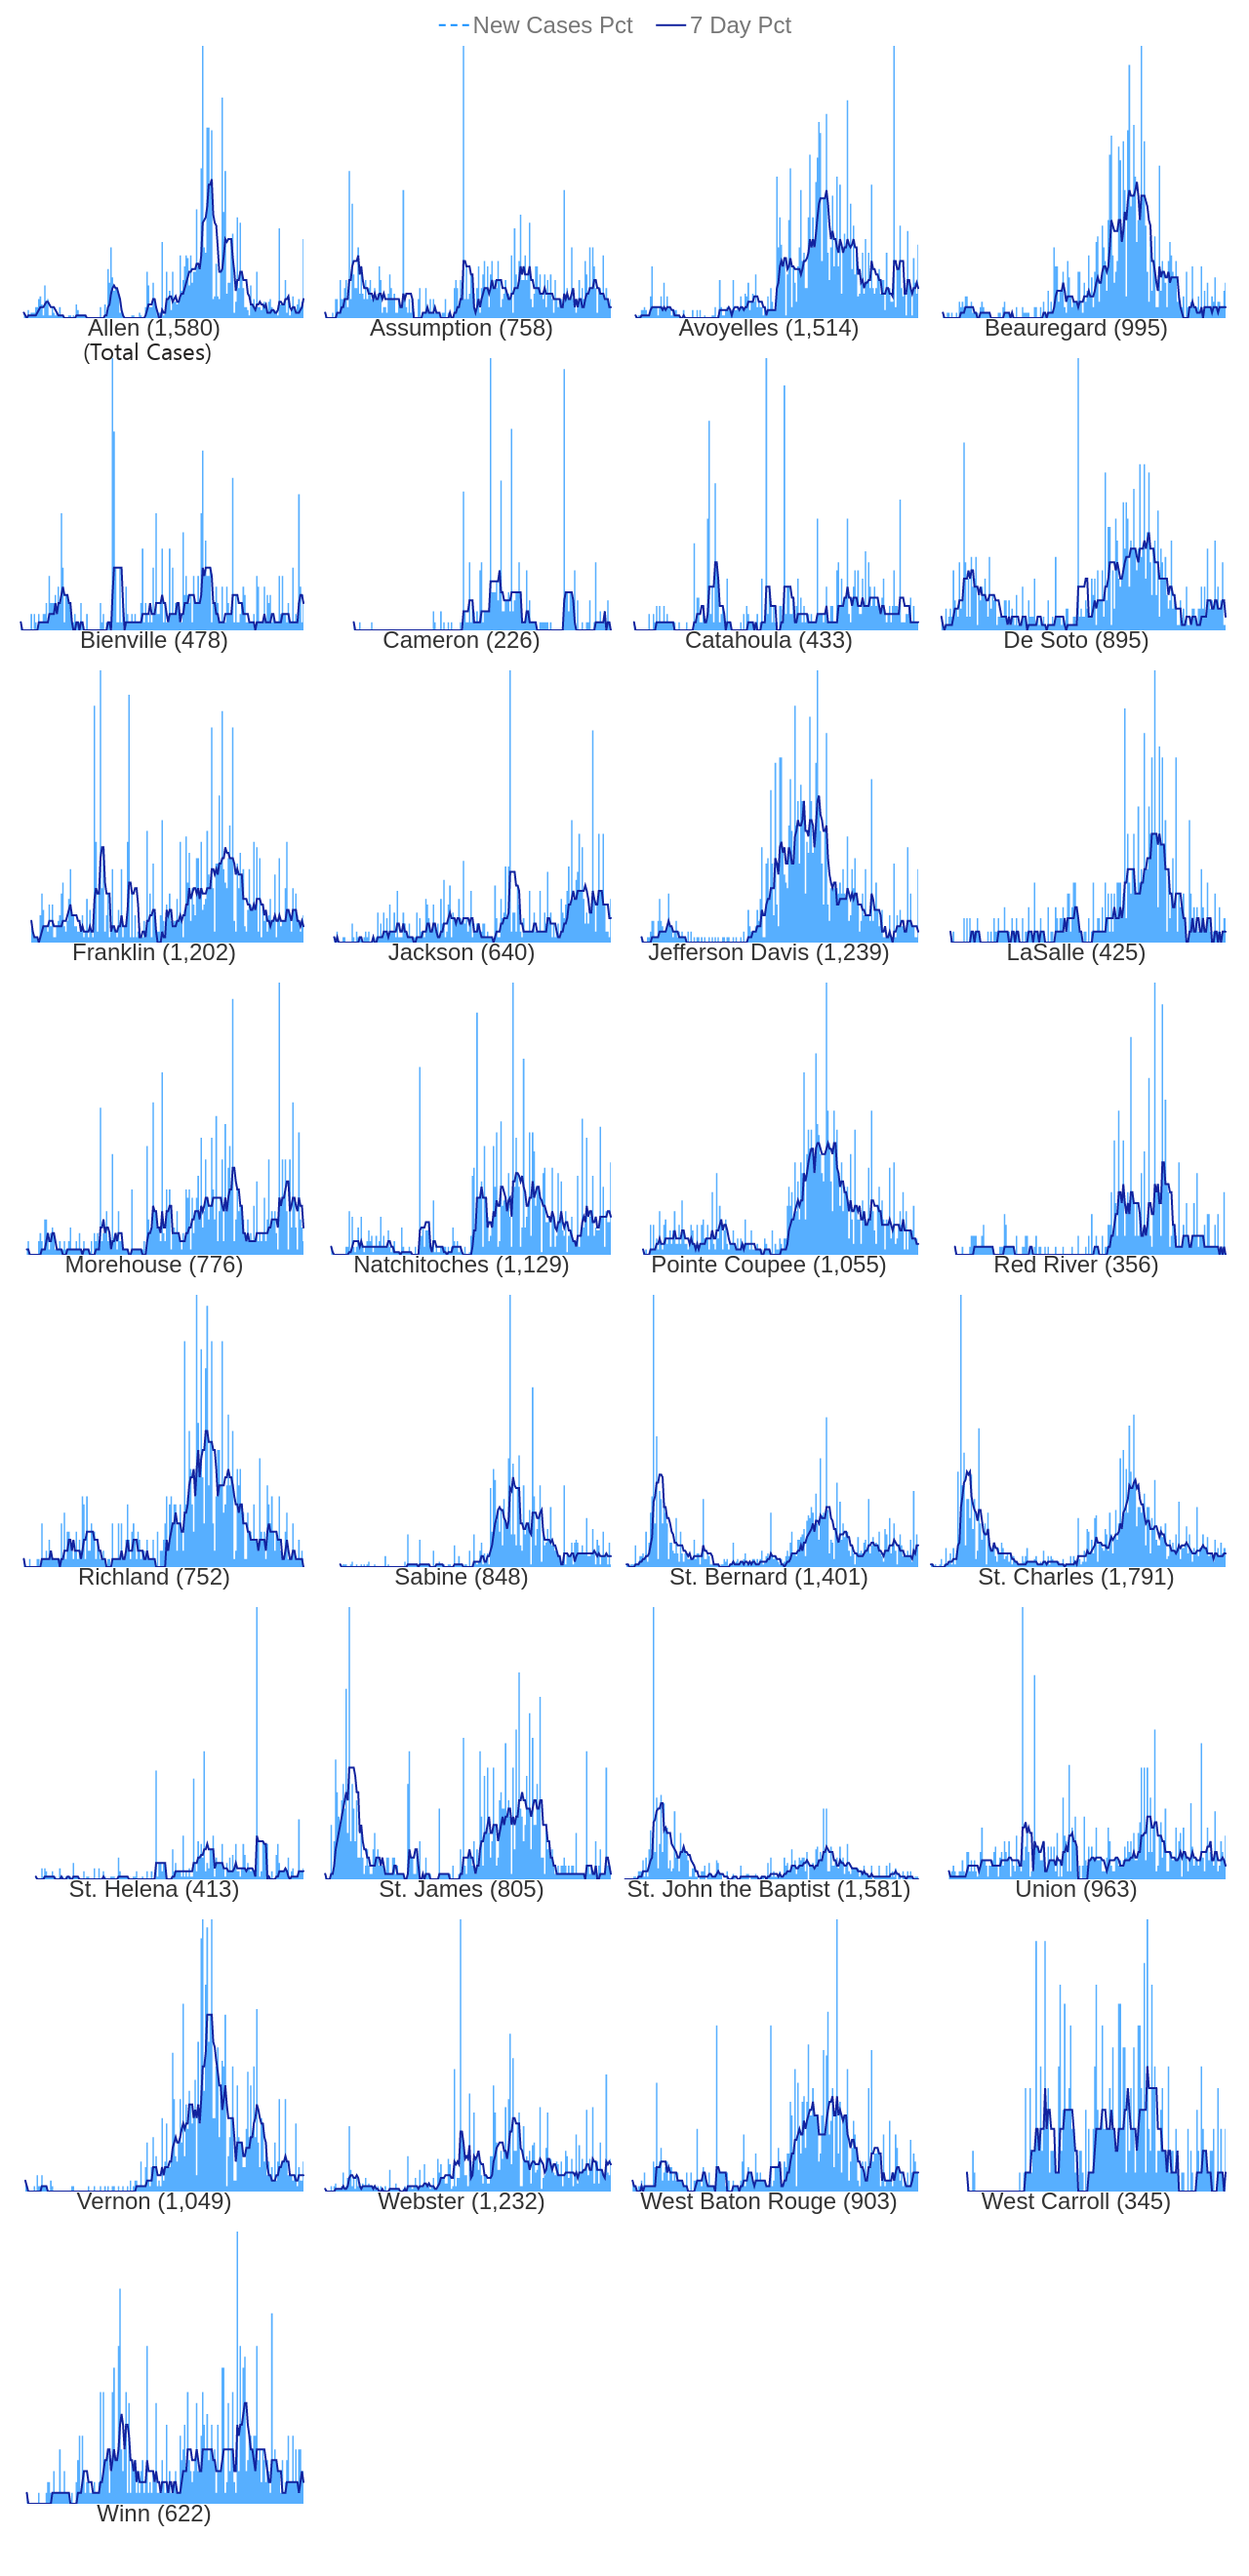 New Cases Pct 7 Day Pct
Allen (1,580) Assumption (758) Avoyelles (1,514) Beauregard (995)
(Total Cases)
Bienville (478) Cameron (226) Catahoula (433) De Soto (895)
Franklin (1,202) Jackson (640) Jefferson Davis (1,239) LaSalle (425)
Morehouse (776) Natchitoches (1,129) Pointe Coupee (1,055) Red River (356)
Richland (752) Sabine (848) St. Bernard (1,401) St. Charles (1,791)
St. Helena (413) St. James (805) St. John the Baptist (1,581) Union (963)
Vernon (1,049) Webster (1,232) West Baton Rouge (903) West Carroll (345)
Winn (622)